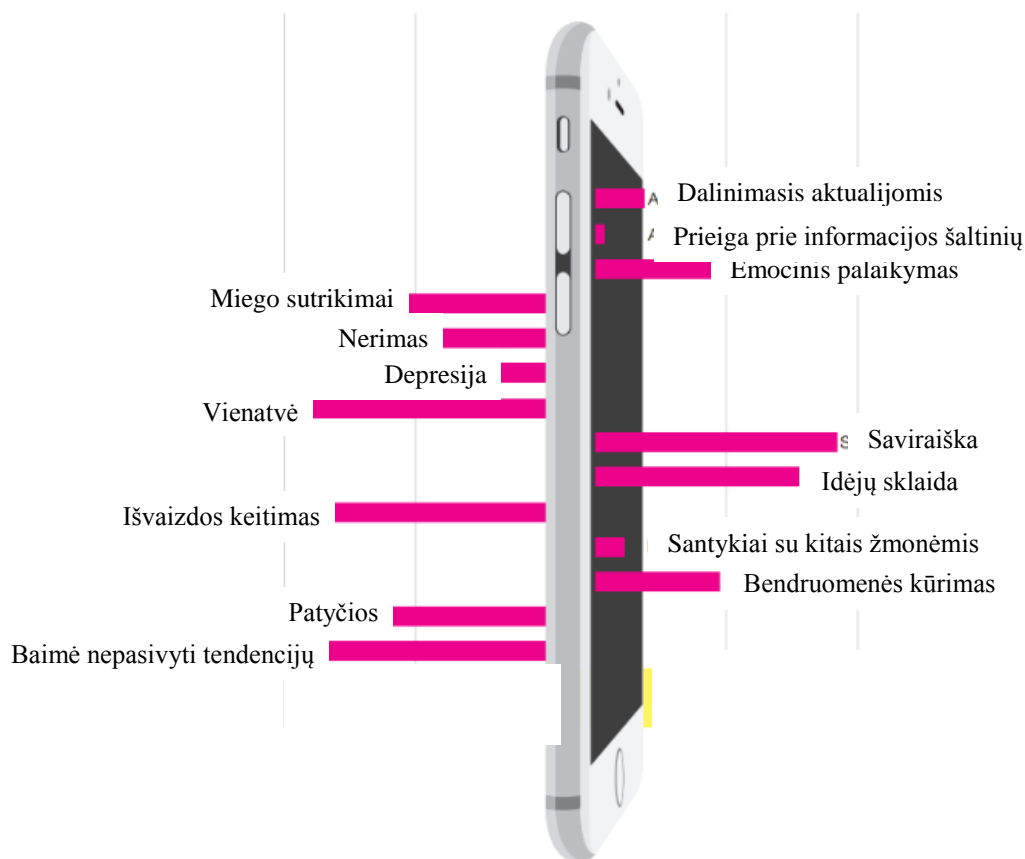 Dalinimasis aktualijomis
Prieiga prie informacijos šaltinių
Emocinis palaikymas
Miego sutrikimai
Nerimas
Depresija
Vienatvė
Saviraiška
Idėjų sklaida
Išvaizdos keitimas
Santykiai su kitais žmonėmis
Bendruomenės kūrimas
Patyčios
Baimė nepasivyti tendencijų